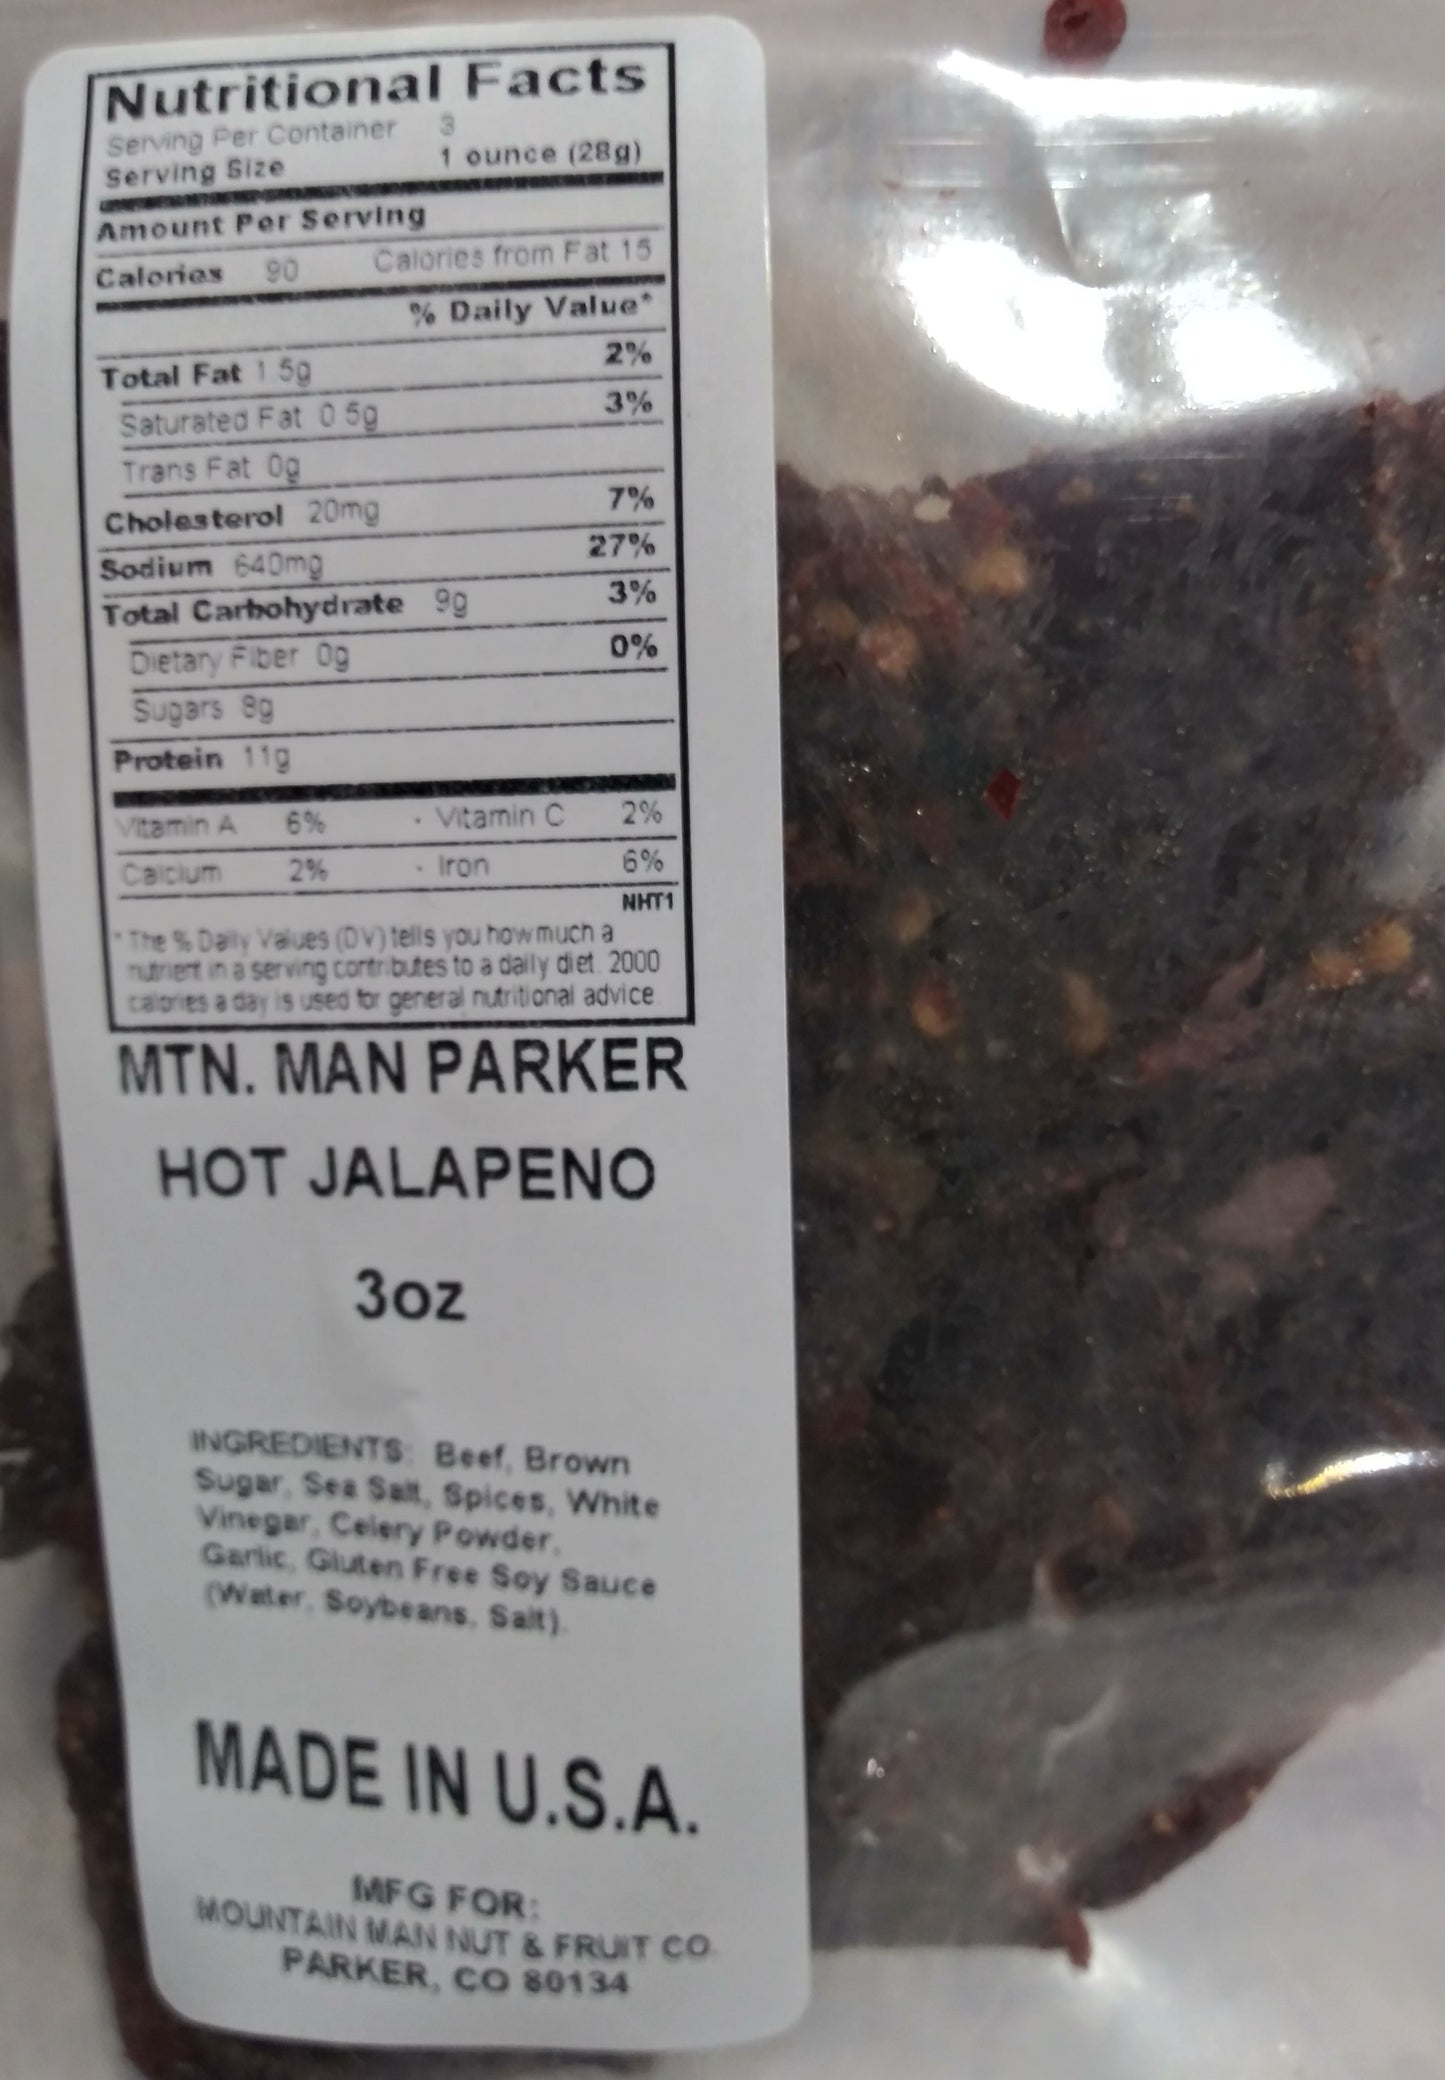 Nutritional Facts
Serving Per Container 3
Serving Size 1 ounce (28g)
Amount Per Serving
Calories 90 Calories from Fat 15
% Daily Value*
Total Fat 1.5g 2%
Saturated Fat 0.5g 3%
Trans Fat 0g
Cholesterol 20mg 7%
Sodium 640mg 27%
Total Carbohydrate 9g 3%
Dietary Fiber 0g 0%
Sugars 8g
Protein 11g
Vitamin A 6% · Vitamin C 2%
Calcium 2% · Iron 6%
NHT1
* The % Daily Values (DV) tells you how much a
nutrient in a serving contributes to a daily diet. 2000
calories a day is used for general nutritional advice.
MTN. MAN PARKER
HOT JALAPENO
3oz
INGREDIENTS: Beef, Brown
Sugar, Sea Salt, Spices, White
Vinegar, Celery Powder,
Garlic, Gluten Free Soy Sauce
(Water, Soybeans, Salt).
MADE IN U.S.A.
MFG FOR:
MOUNTAIN MAN NUT & FRUIT CO.
PARKER, CO 80134